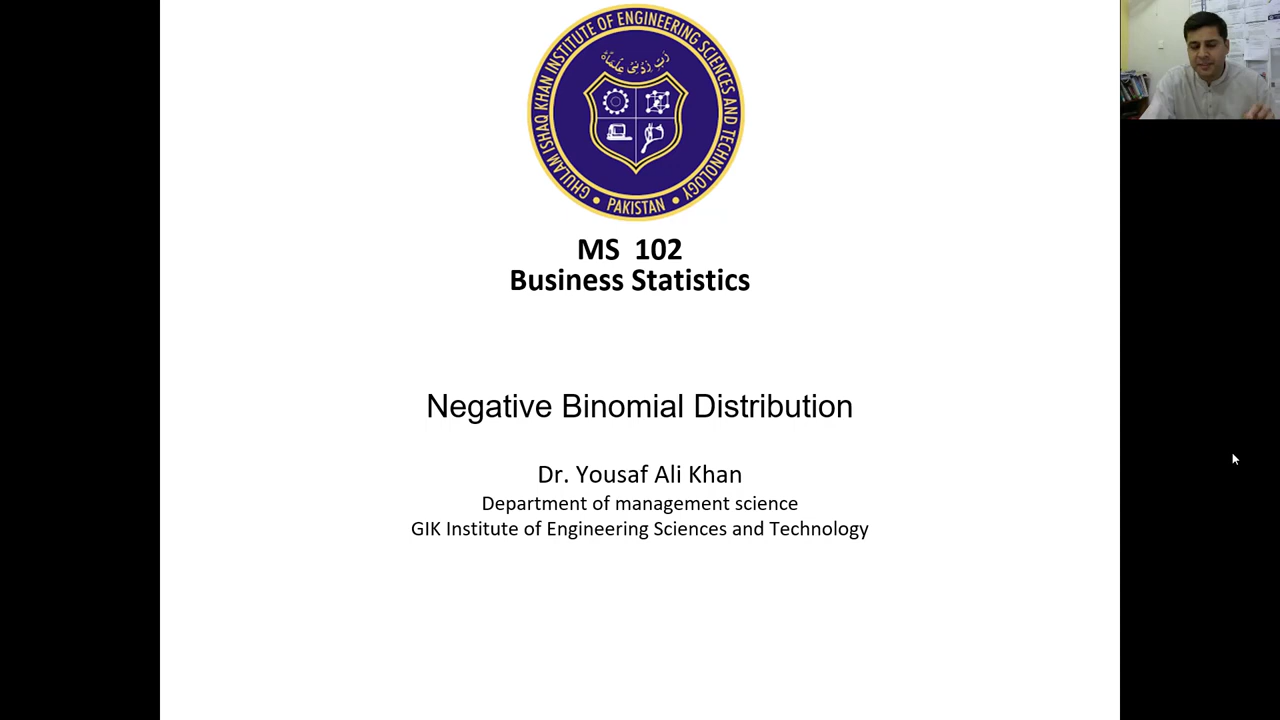 GHULAM ISHAQ KHAN INSTITUTE OF ENGINEERING SCIENCES AND TECHNOLOGY
رَبِّ زِدْنِي عِلْمًا
• PAKISTAN •
MS 102
Business Statistics
Negative Binomial Distribution
Dr. Yousaf Ali Khan
Department of management science
GIK Institute of Engineering Sciences and Technology